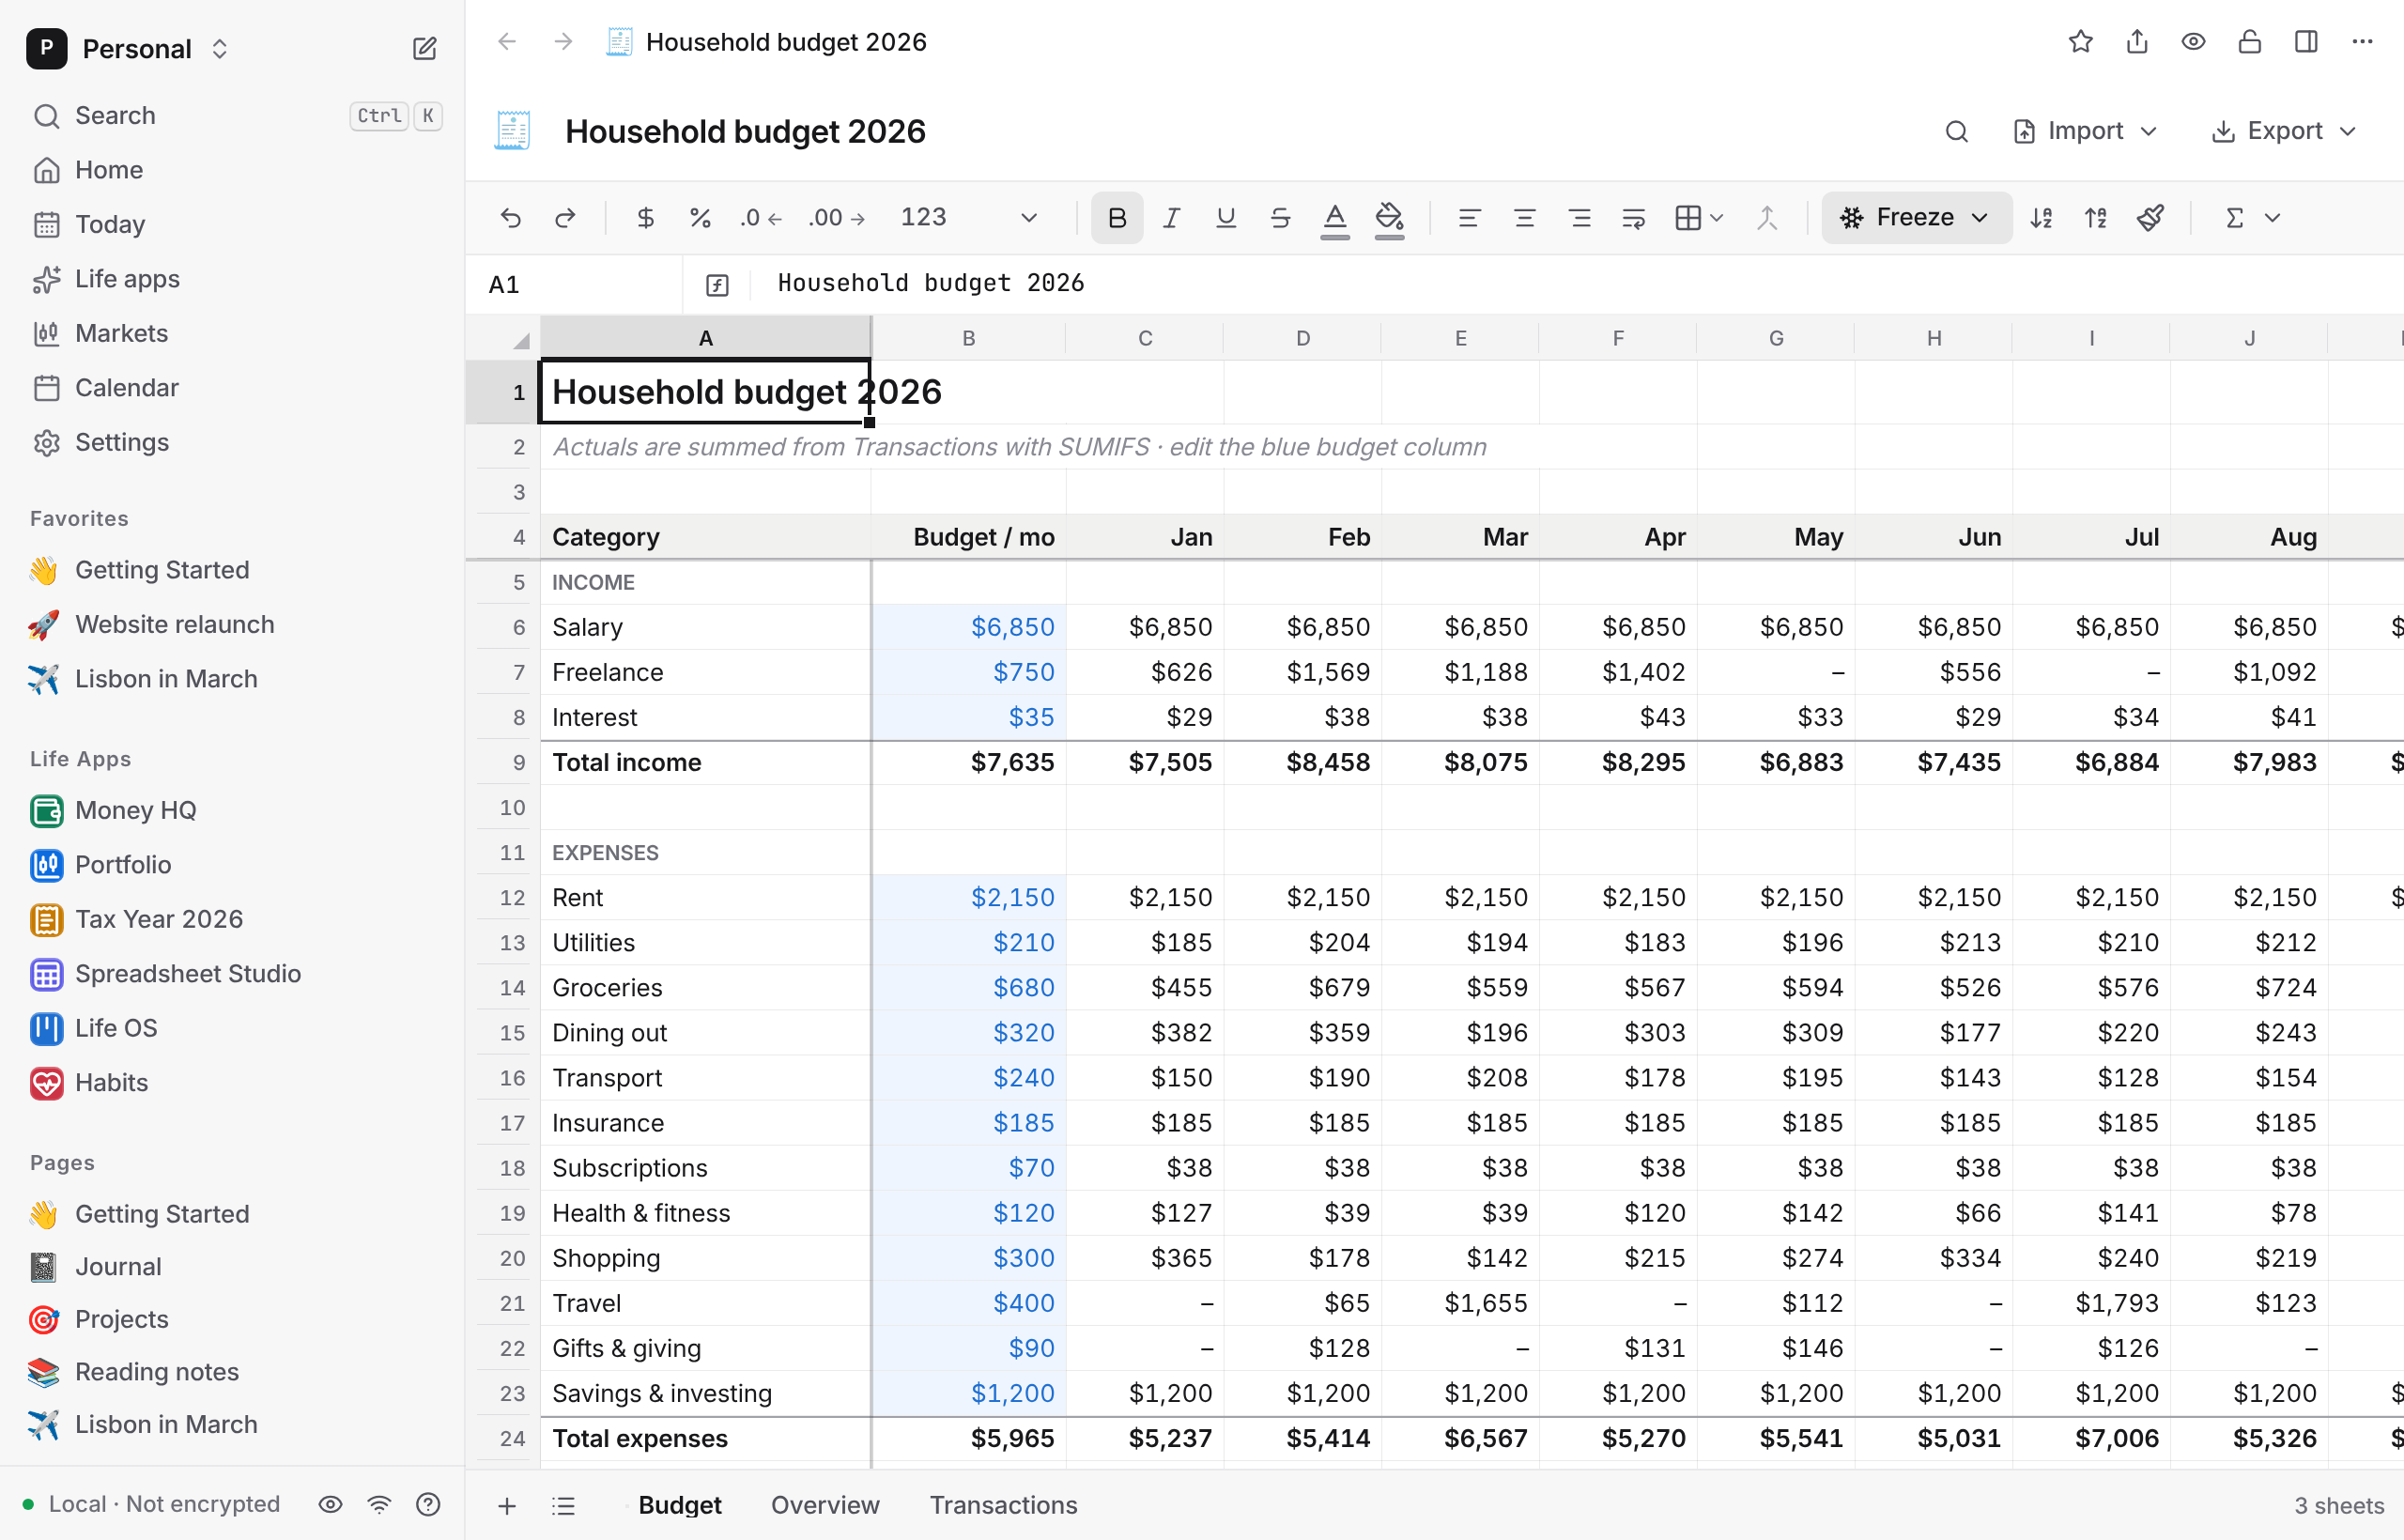 P Personal
Search Ctrl K
Home
Today
Life apps
Markets
Calendar
Settings
Favorites
Getting Started
Website relaunch
Lisbon in March
Life Apps
Money HQ
Portfolio
Tax Year 2026
Spreadsheet Studio
Life OS
Habits
Pages
Getting Started
Journal
Projects
Reading notes
Lisbon in March
Local · Not encrypted
Household budget 2026
Household budget 2026
Import Export
$ % .0 ← .00 → 123 B I U S A Freeze Σ
A1 Household budget 2026
A B C D E F G H I J
1 Household budget 2026
2 Actuals are summed from Transactions with SUMIFS · edit the blue budget column
3
4 Category Budget / mo Jan Feb Mar Apr May Jun Jul Aug
5 INCOME
6 Salary $6,850 $6,850 $6,850 $6,850 $6,850 $6,850 $6,850 $6,850 $6,850 $
7 Freelance $750 $626 $1,569 $1,188 $1,402 – $556 – $1,092
8 Interest $35 $29 $38 $38 $43 $33 $29 $34 $41
9 Total income $7,635 $7,505 $8,458 $8,075 $8,295 $6,883 $7,435 $6,884 $7,983 $
10
11 EXPENSES
12 Rent $2,150 $2,150 $2,150 $2,150 $2,150 $2,150 $2,150 $2,150 $2,150 $
13 Utilities $210 $185 $204 $194 $183 $196 $213 $210 $212
14 Groceries $680 $455 $679 $559 $567 $594 $526 $576 $724
15 Dining out $320 $382 $359 $196 $303 $309 $177 $220 $243
16 Transport $240 $150 $190 $208 $178 $195 $143 $128 $154
17 Insurance $185 $185 $185 $185 $185 $185 $185 $185 $185
18 Subscriptions $70 $38 $38 $38 $38 $38 $38 $38 $38
19 Health & fitness $120 $127 $39 $39 $120 $142 $66 $141 $78
20 Shopping $300 $365 $178 $142 $215 $274 $334 $240 $219
21 Travel $400 – $65 $1,655 – $112 – $1,793 $123
22 Gifts & giving $90 – $128 – $131 $146 – $126 –
23 Savings & investing $1,200 $1,200 $1,200 $1,200 $1,200 $1,200 $1,200 $1,200 $1,200 $
24 Total expenses $5,965 $5,237 $5,414 $6,567 $5,270 $5,541 $5,031 $7,006 $5,326 $
Budget Overview Transactions 3 sheets